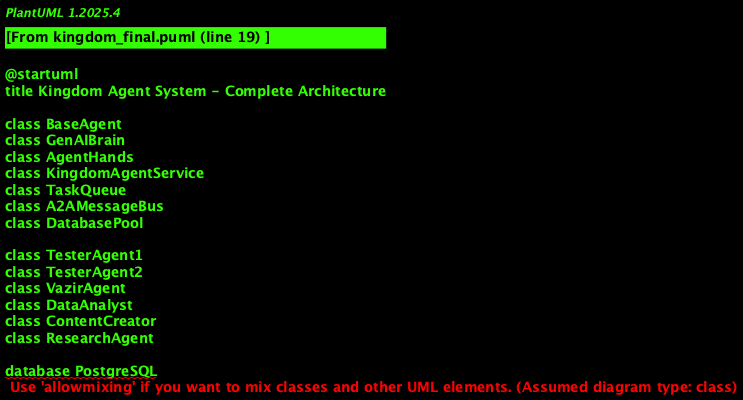 PlantUML 1.2025.4
[From kingdom_final.puml (line 19) ]
@startuml
title Kingdom Agent System - Complete Architecture
class BaseAgent
class GenAIBrain
class AgentHands
class KingdomAgentService
class TaskQueue
class A2AMessageBus
class DatabasePool
class TesterAgent1
class TesterAgent2
class VazirAgent
class DataAnalyst
class ContentCreator
class ResearchAgent
database PostgreSQL
Use 'allowmixing' if you want to mix classes and other UML elements. (Assumed diagram type: class)